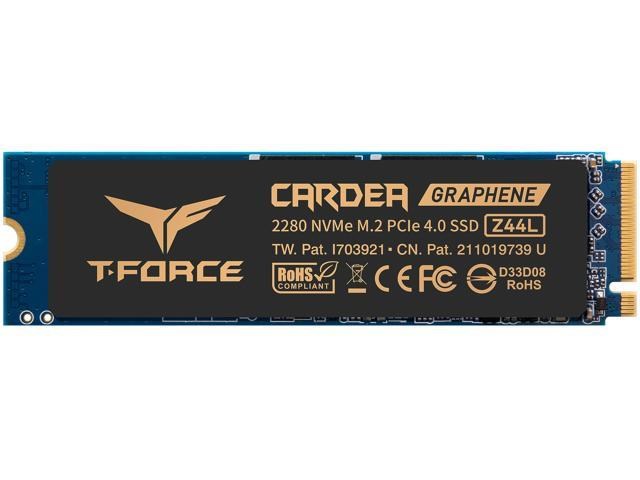 T-FORCE
CARDEA GRAPHENE
2280 NVMe M.2 PCIe 4.0 SSD Z44L
TW. Pat. I703921 • CN. Pat. 211019739 U
RoHS COMPLIANT CE FC D33D08 RoHS